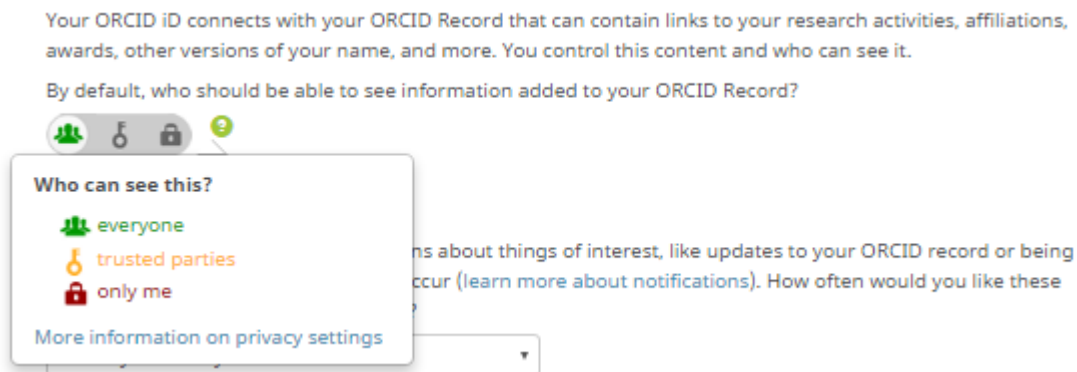 Your ORCID iD connects with your ORCID Record that can contain links to your research activities, affiliations,
awards, other versions of your name, and more. You control this content and who can see it.
By default, who should be able to see information added to your ORCID Record?
Who can see this?
everyone
trusted parties
only me
More information on privacy settings
ns about things of interest, like updates to your ORCID record or being
ccur (learn more about notifications). How often would you like these
?